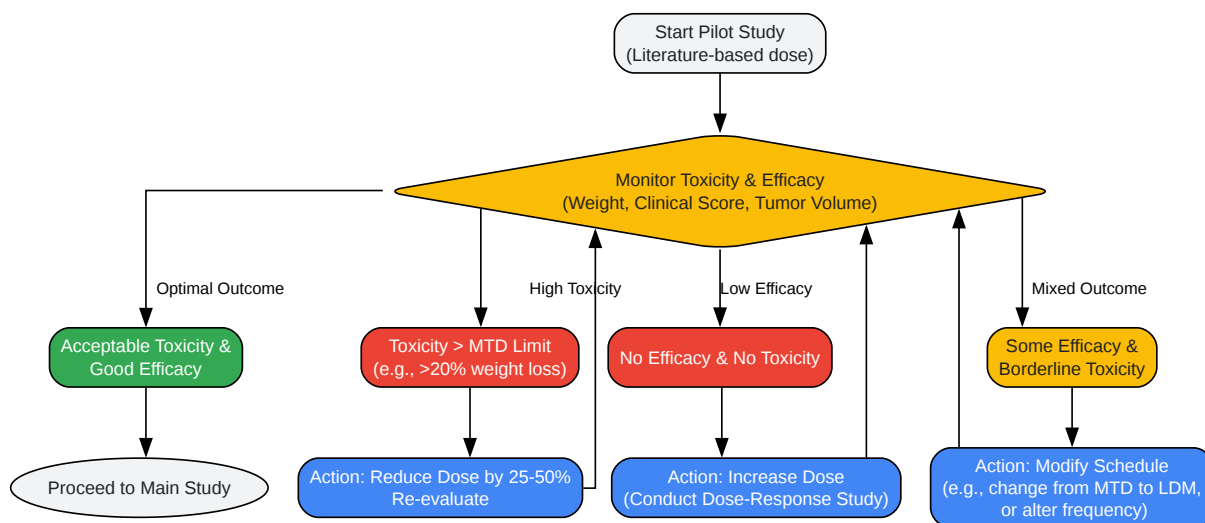 Start Pilot Study
(Literature-based dose)
Monitor Toxicity & Efficacy
(Weight, Clinical Score, Tumor Volume)
Optimal Outcome
High Toxicity
Low Efficacy
Mixed Outcome
Acceptable Toxicity &
Good Efficacy
Toxicity > MTD Limit
(e.g., >20% weight loss)
No Efficacy & No Toxicity
Some Efficacy &
Borderline Toxicity
Proceed to Main Study
Action: Reduce Dose by 25-50%
Re-evaluate
Action: Increase Dose
(Conduct Dose-Response Study)
Action: Modify Schedule
(e.g., change from MTD to LDM,
or alter frequency)